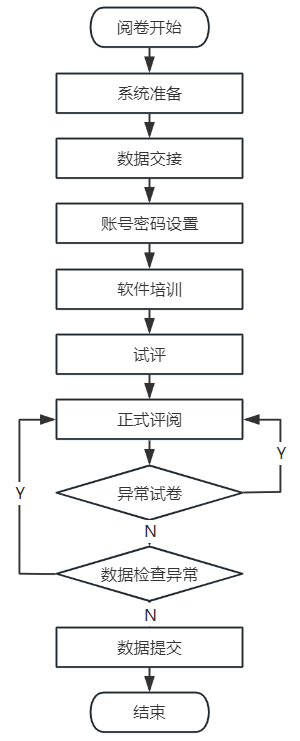 阅卷开始
系统准备
数据交接
账号密码设置
软件培训
试评
正式评阅
Y
异常试卷
Y
N
数据检查异常
N
数据提交
结束